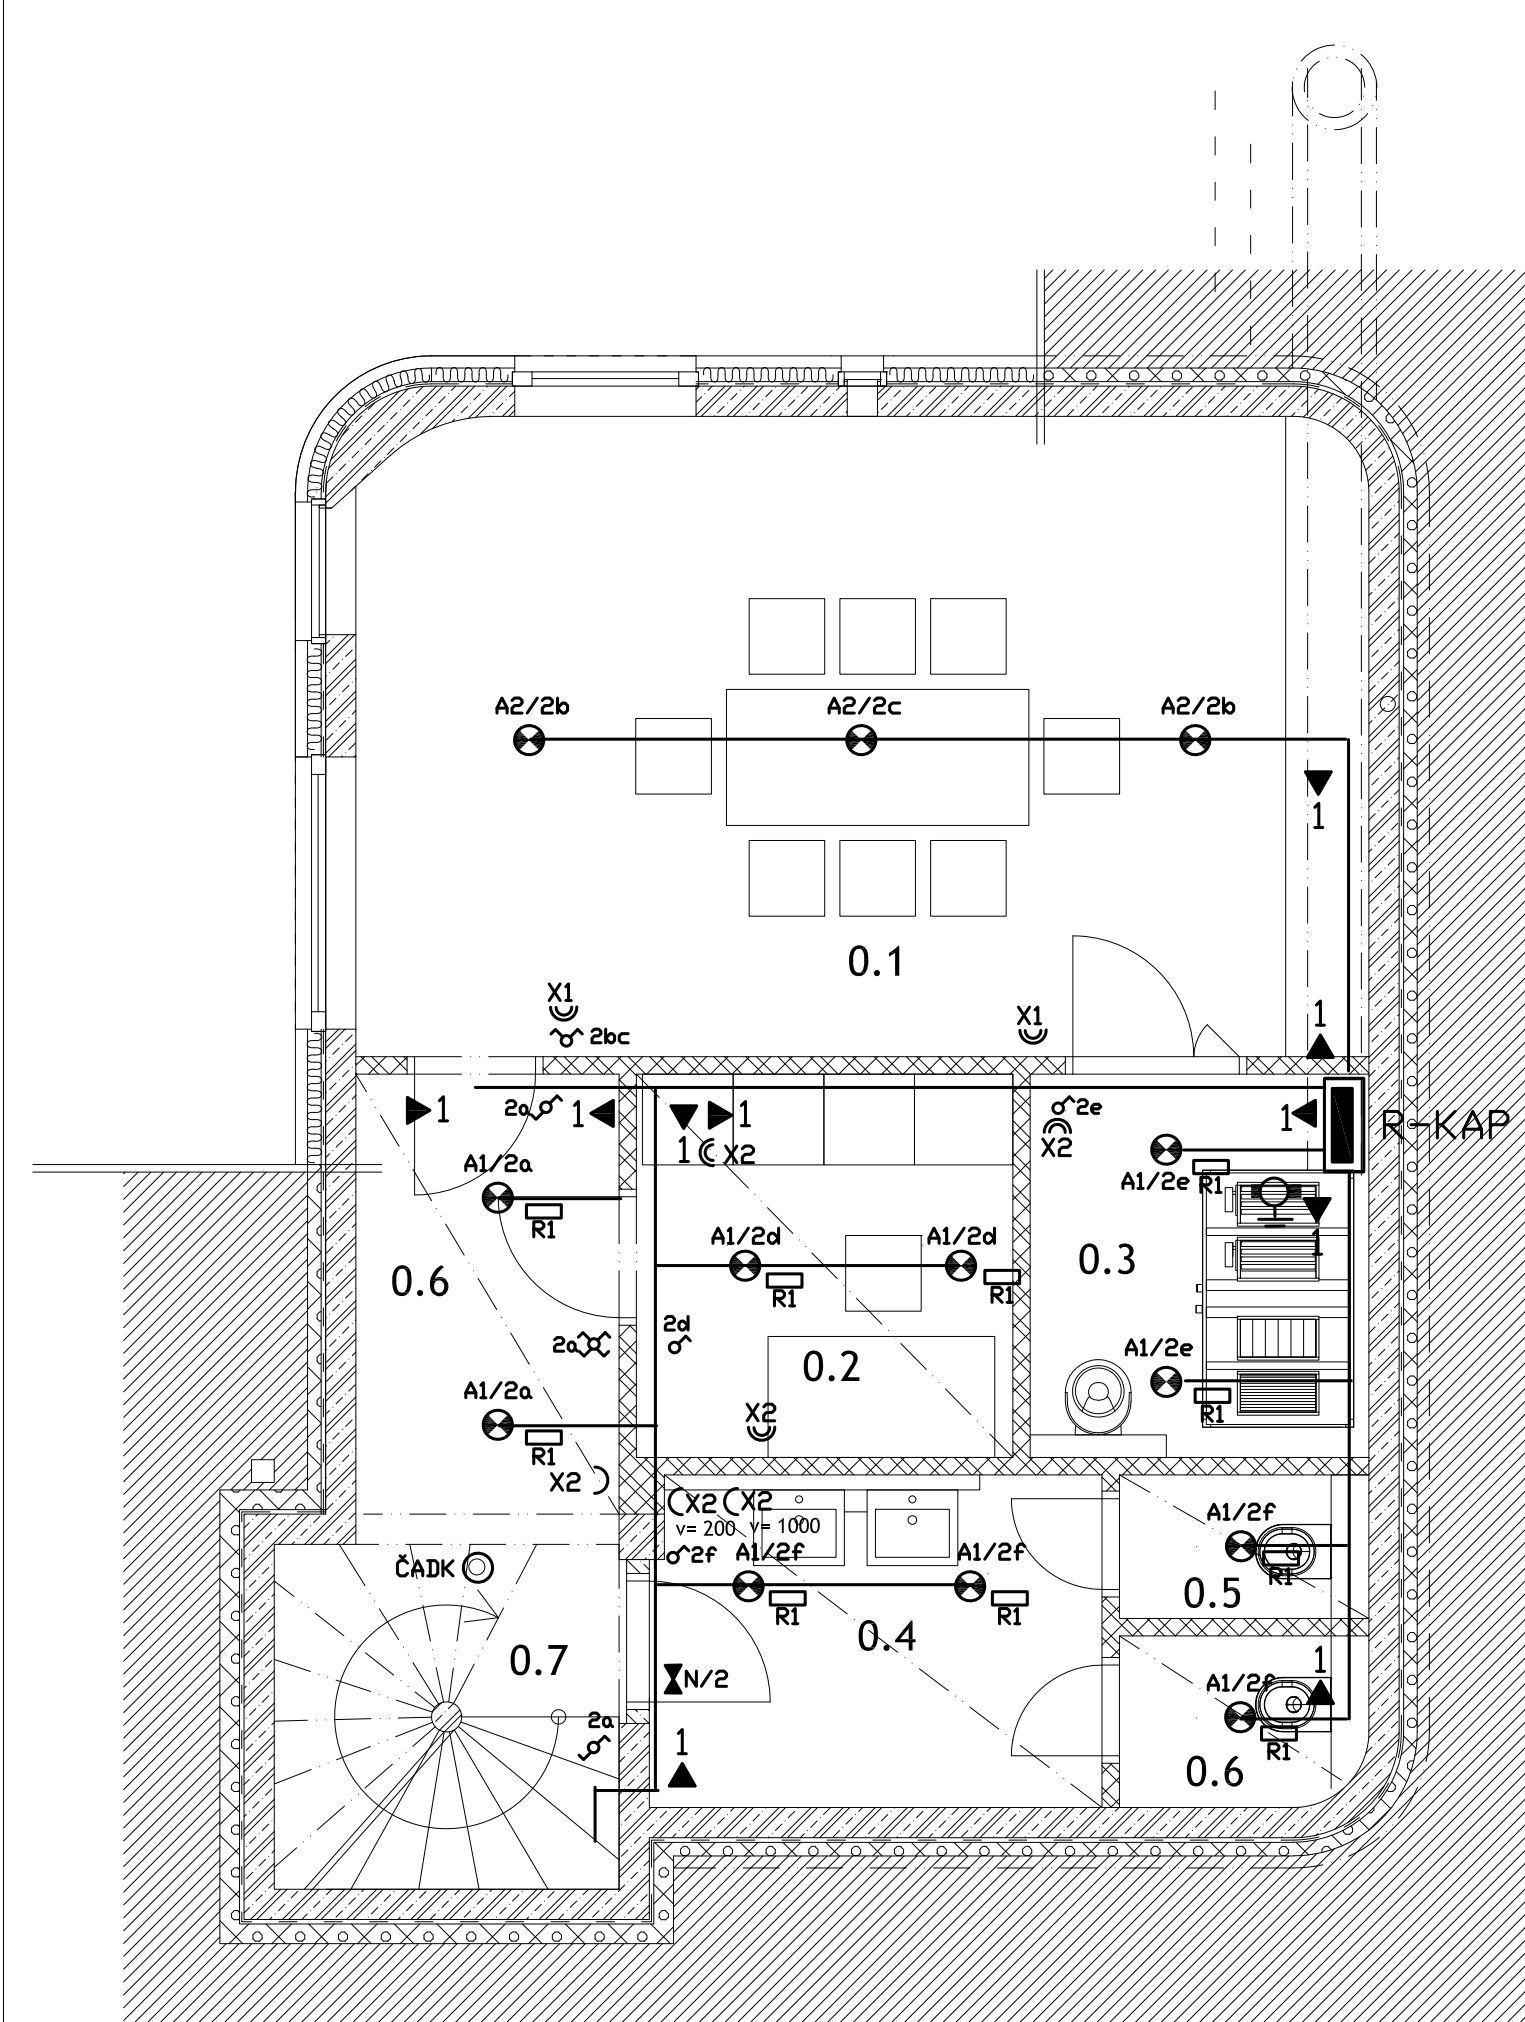 A2/2b A2/2c A2/2b
1
0.1
X1
2bc
X1
1
2a 1 1
1 1 X2
2e
X2
1
R-KAP
A1/2a
R1
A1/2e R1
1
A1/2d A1/2d
R1 R1
0.6
0.3
2a
2d
0.2
A1/2e
R1
A1/2a
R1
X2
X2
X2 X2
v= 200 v= 1000
2f A1/2f A1/2f
R1 R1
A1/2f
R1
ČADK
0.5
0.4
0.7
N/2
A1/2f
1
R1
2a
1
0.6